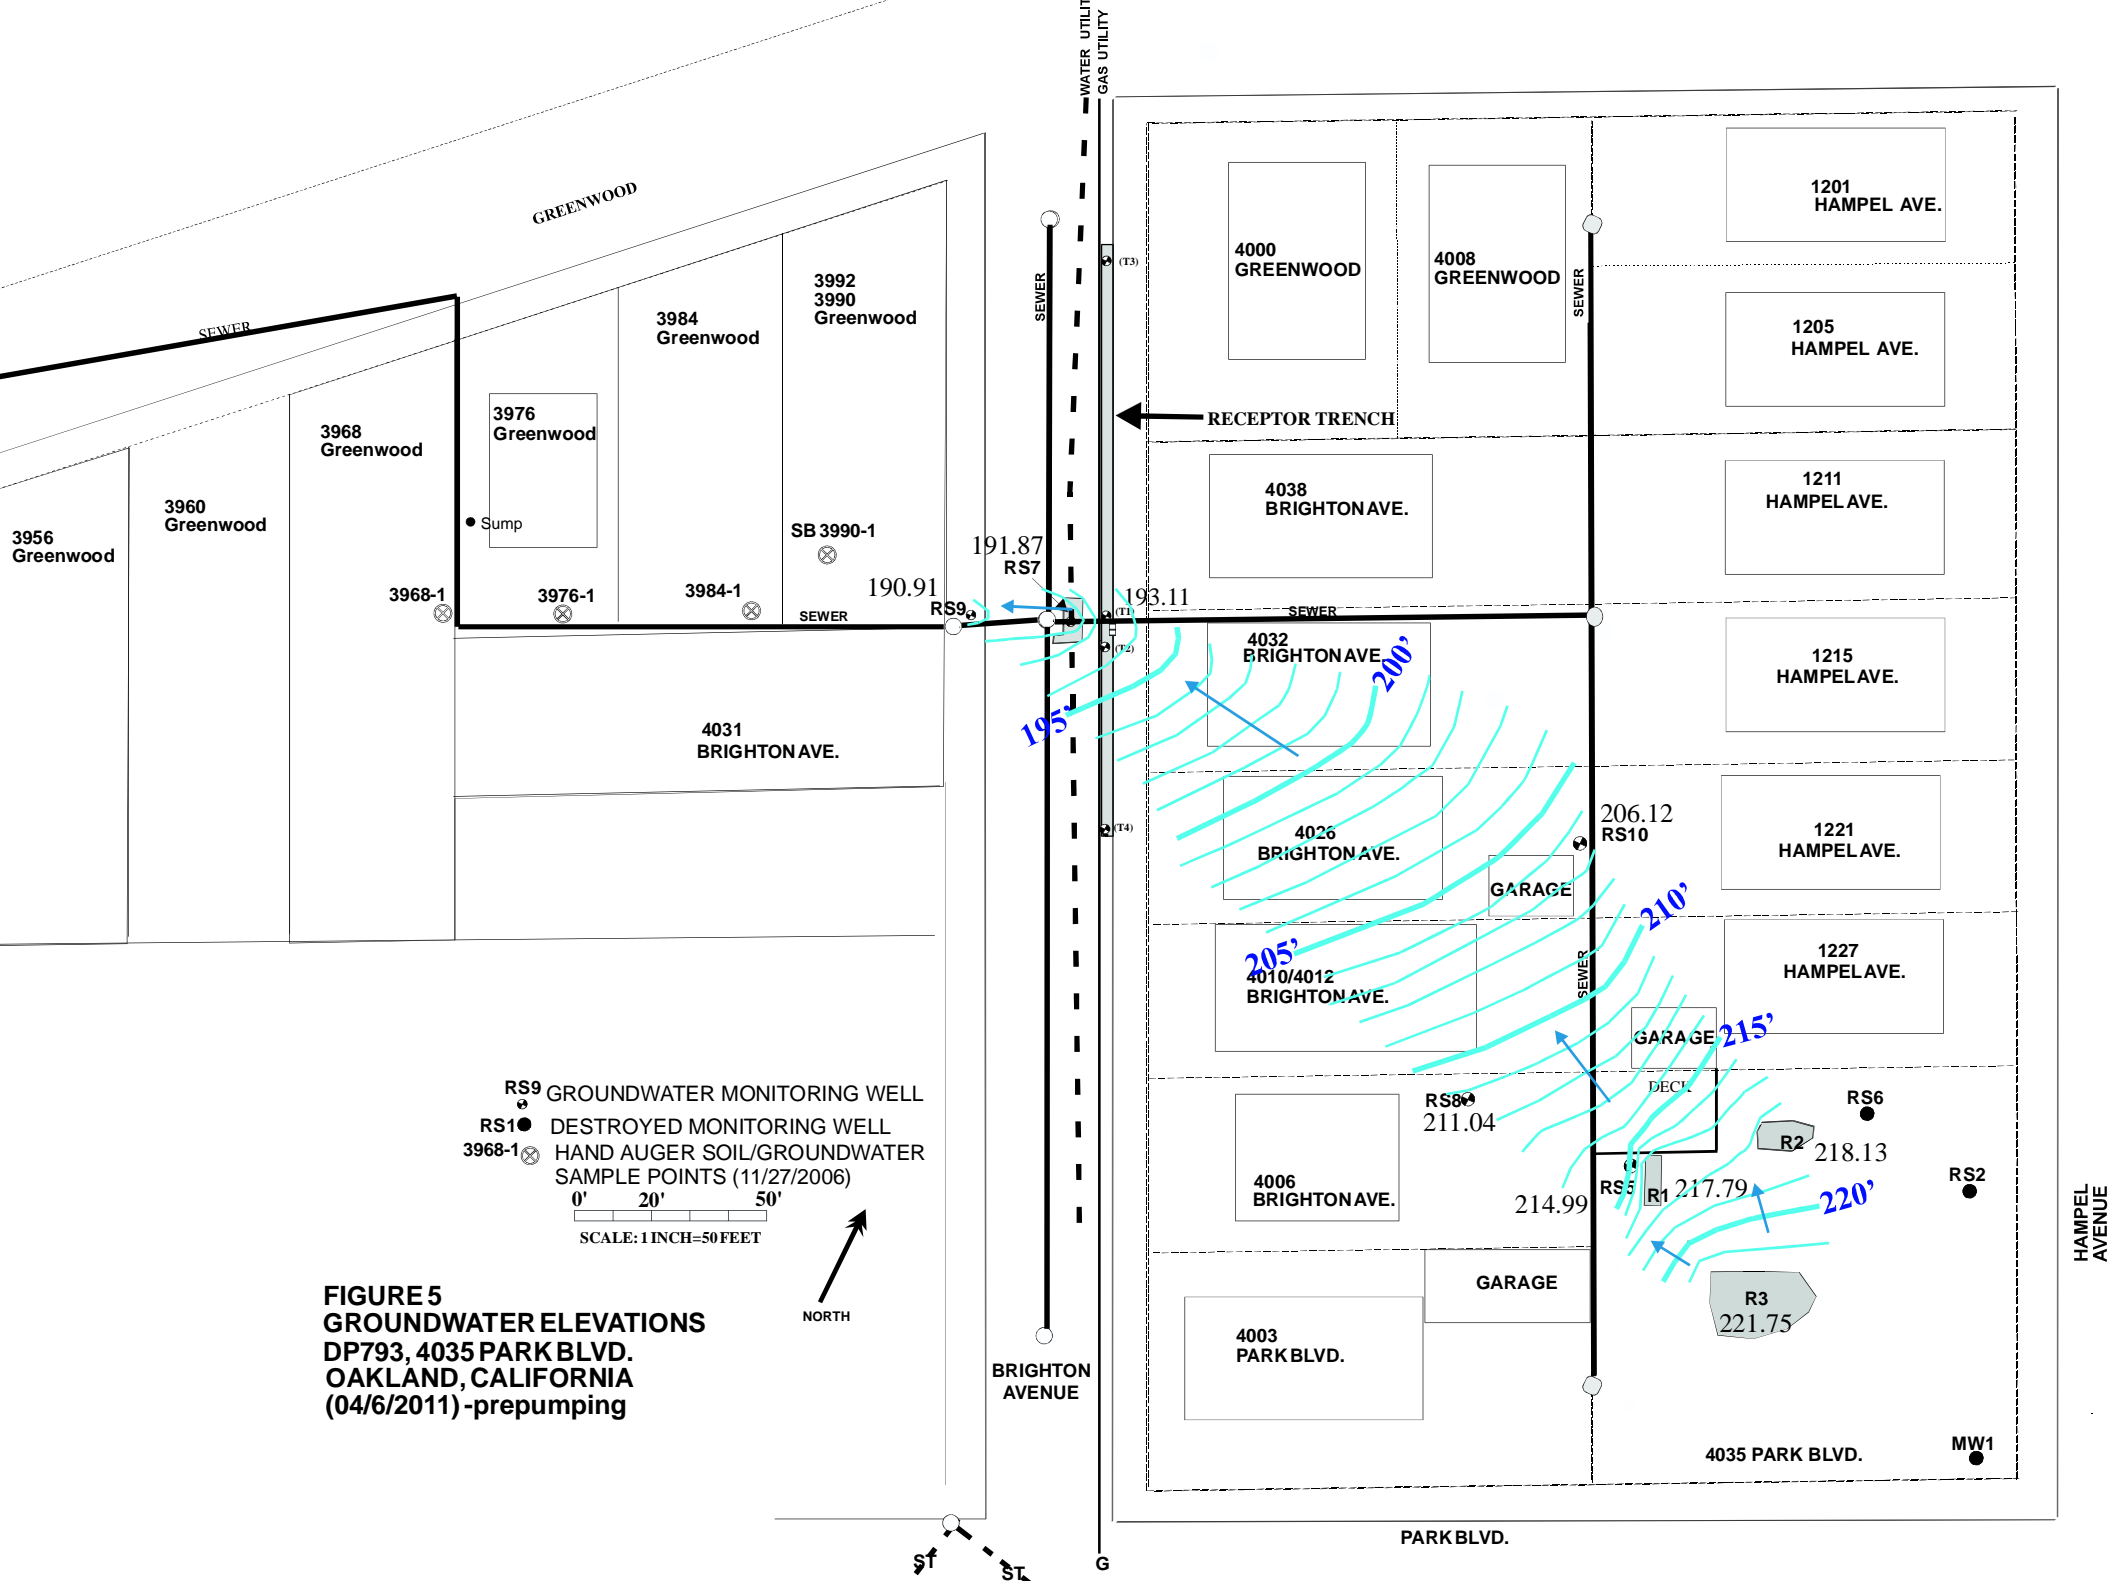 WATER UTILIT
GAS UTILITY
GREENWOOD
SEWER
SEWER
SEWER
(T3)
RECEPTOR TRENCH
4000
GREENWOOD
4008
GREENWOOD
1201
HAMPEL AVE.
1205
HAMPEL AVE.
1211
HAMPEL AVE.
1215
HAMPEL AVE.
1221
HAMPEL AVE.
1227
HAMPEL AVE.
3992
3990
Greenwood
3984
Greenwood
3976
Greenwood
3968
Greenwood
3960
Greenwood
3956
Greenwood
Sump
SB 3990-1
3968-1
3976-1
3984-1
SEWER
190.91
RS9
191.87
RS7
193.11
(T1)
(T2)
(T4)
SEWER
4038
BRIGHTON AVE.
4032
BRIGHTON AVE.
200'
195'
4031
BRIGHTON AVE.
4026
BRIGHTON AVE.
206.12
RS10
GARAGE
205'
210'
4010/4012
BRIGHTON AVE.
SEWER
GARAGE
215'
DECK
RS8
211.04
RS6
R2
218.13
RS5
R1
217.79
214.99
220'
RS2
4006
BRIGHTON AVE.
GARAGE
R3
221.75
4003
PARK BLVD.
4035 PARK BLVD.
MW1
HAMPEL
AVENUE
PARK BLVD.
BRIGHTON
AVENUE
G
ST
ST
RS9 GROUNDWATER MONITORING WELL
RS1 DESTROYED MONITORING WELL
3968-1 HAND AUGER SOIL/GROUNDWATER
SAMPLE POINTS (11/27/2006)
0' 20' 50'
SCALE: 1 INCH=50 FEET
NORTH
FIGURE 5
GROUNDWATER ELEVATIONS
DP793, 4035 PARK BLVD.
OAKLAND, CALIFORNIA
(04/6/2011) -prepumping